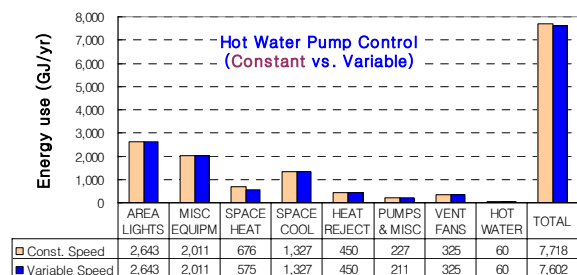 Hot Water Pump Control
(Constant vs. Variable)
Energy use (GJ/yr)
8,000
7,000
6,000
5,000
4,000
3,000
2,000
1,000
0
AREA LIGHTS MISC EQUIPM SPACE HEAT SPACE COOL HEAT REJECT PUMPS & MISC VENT FANS HOT WATER TOTAL
Const. Speed 2,643 2,011 676 1,327 450 227 325 60 7,718
Variable Speed 2,643 2,011 575 1,327 450 211 325 60 7,602